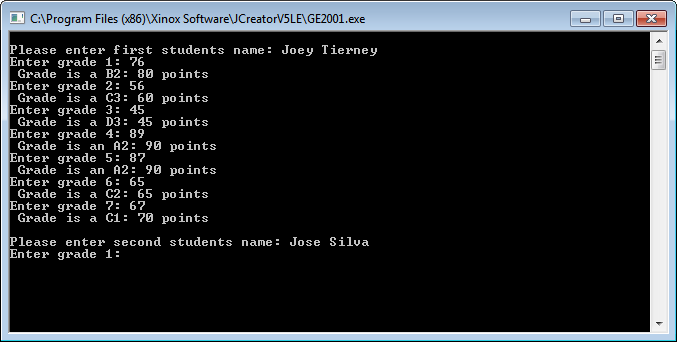 C:\Program Files (x86)\Xinox Software\JCreatorV5LE\GE2001.exe
Please enter first students name: Joey Tierney
Enter grade 1: 76
Grade is a B2: 80 points
Enter grade 2: 56
Grade is a C3: 60 points
Enter grade 3: 45
Grade is a D3: 45 points
Enter grade 4: 89
Grade is an A2: 90 points
Enter grade 5: 87
Grade is an A2: 90 points
Enter grade 6: 65
Grade is a C2: 65 points
Enter grade 7: 67
Grade is a C1: 70 points
Please enter second students name: Jose Silva
Enter grade 1: